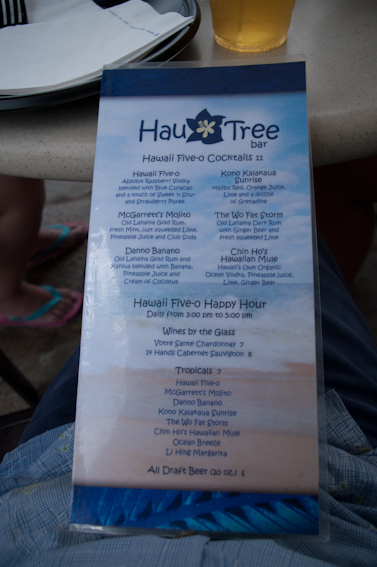 Hau Tree
bar
Hawaii Five-o Cocktails 11
Hawaii Five-o
Absolut Raspberri Vodka
blended with Blue Curacao
and a touch of Sweet 'n Sour
and Strawberry Puree
Kono Kalakaua
Sunrise
Malibu Red, Orange Juice,
Lime and a drizzle
of Grenadine
McGarrett's Mojito
Old Lahaina Gold Rum,
Fresh Mint, Just squeezed Lime,
Pineapple Juice and Club Soda
The Wo Fat Storm
Old Lahaina Dark Rum
with Ginger Beer and
fresh squeezed Lime
Danno Banano
Old Lahaina Gold Rum and
Kahlua blended with Banana,
Pineapple Juice and
Cream of Coconut
Chin Ho's
Hawaiian Mule
Hawaii's Own Organic
Ocean Vodka, Pineapple Juice,
Lime, Ginger Beer
Hawaii Five-o Happy Hour
Daily from 3:00 pm to 5:00 pm
Wines by the Glass
Votre Sante Chardonnay 7
14 Hands Cabernet Sauvignon 8
Tropicals 7
Hawaii Five-o
McGarrett's Mojito
Danno Banano
Kono Kalakaua Sunrise
The Wo Fat Storm
Chin Ho's Hawaiian Mule
Ocean Breeze
Li Hing Margarita
All Draft Beer (20 oz.) 6